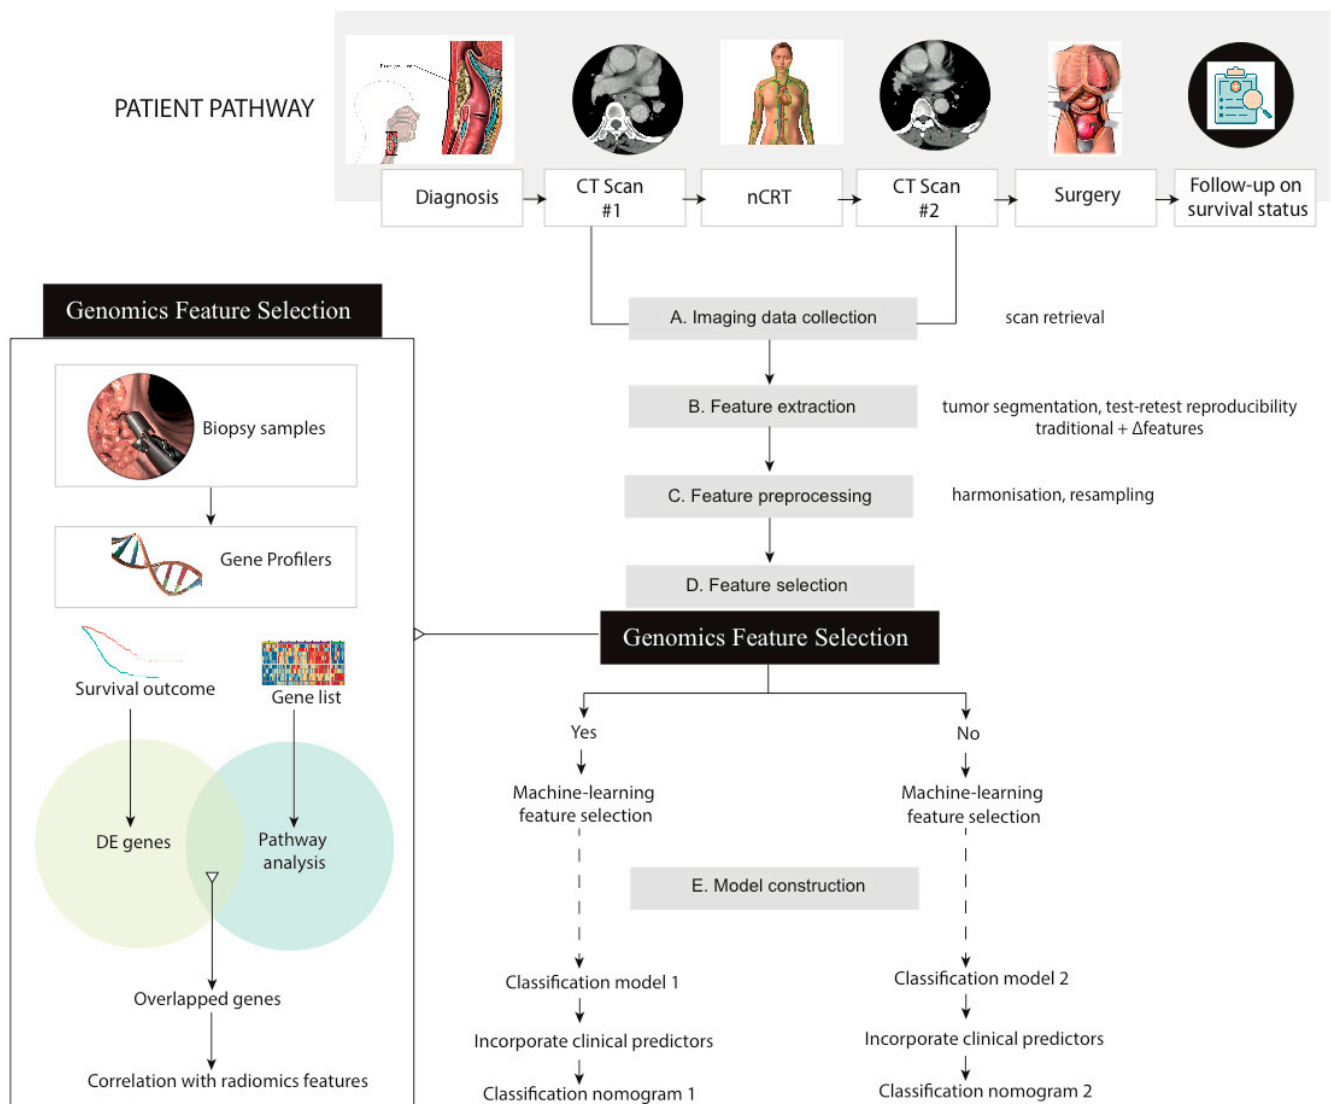 PATIENT PATHWAY
Diagnosis
CT Scan
#1
nCRT
CT Scan
#2
Surgery
Follow-up on
survival status
A. Imaging data collection
scan retrieval
B. Feature extraction
tumor segmentation, test-retest reproducibility
traditional + Δfeatures
C. Feature preprocessing
harmonisation, resampling
D. Feature selection
Genomics Feature Selection
Yes
No
Machine-learning
feature selection
Machine-learning
feature selection
E. Model construction
Classification model 1
Classification model 2
Incorporate clinical predictors
Incorporate clinical predictors
Classification nomogram 1
Classification nomogram 2
Genomics Feature Selection
Biopsy samples
Gene Profilers
Survival outcome
Gene list
DE genes
Pathway
analysis
Overlapped genes
Correlation with radiomics features